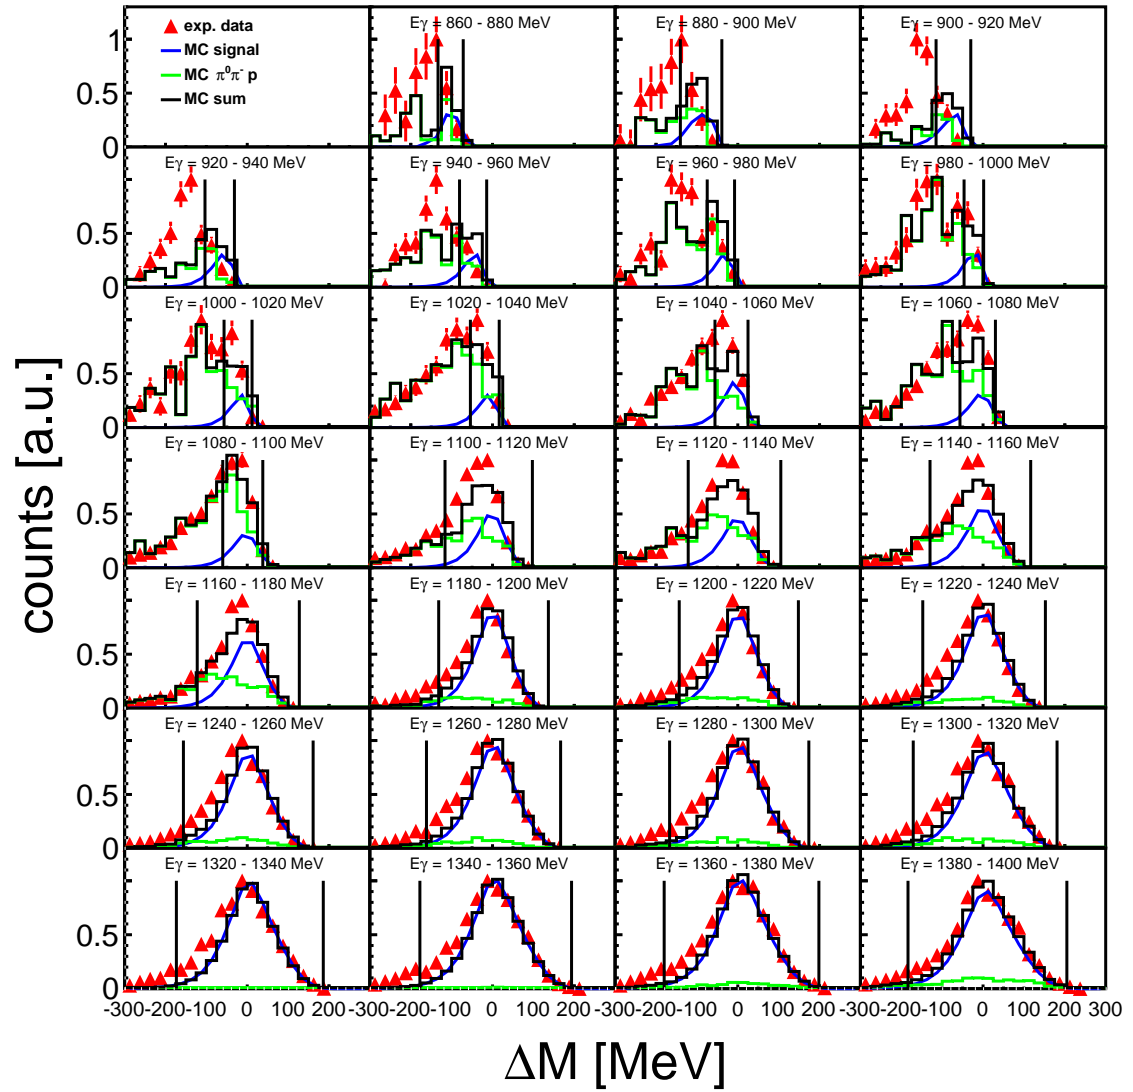 exp. data
MC signal
MC π⁰π⁻ p
MC sum
Eγ = 860 - 880 MeV
Eγ = 880 - 900 MeV
Eγ = 900 - 920 MeV
1
0.5
0
Eγ = 920 - 940 MeV
Eγ = 940 - 960 MeV
Eγ = 960 - 980 MeV
Eγ = 980 - 1000 MeV
0.5
0
Eγ = 1000 - 1020 MeV
Eγ = 1020 - 1040 MeV
Eγ = 1040 - 1060 MeV
Eγ = 1060 - 1080 MeV
0.5
0
Eγ = 1080 - 1100 MeV
Eγ = 1100 - 1120 MeV
Eγ = 1120 - 1140 MeV
Eγ = 1140 - 1160 MeV
0.5
0
Eγ = 1160 - 1180 MeV
Eγ = 1180 - 1200 MeV
Eγ = 1200 - 1220 MeV
Eγ = 1220 - 1240 MeV
0.5
0
Eγ = 1240 - 1260 MeV
Eγ = 1260 - 1280 MeV
Eγ = 1280 - 1300 MeV
Eγ = 1300 - 1320 MeV
0.5
0
Eγ = 1320 - 1340 MeV
Eγ = 1340 - 1360 MeV
Eγ = 1360 - 1380 MeV
Eγ = 1380 - 1400 MeV
0.5
0
-300 -200 -100 0 100 200 -300 -200 -100 0 100 200 -300 -200 -100 0 100 200 -300 -200 -100 0 100 200 300
counts [a.u.]
ΔM [MeV]